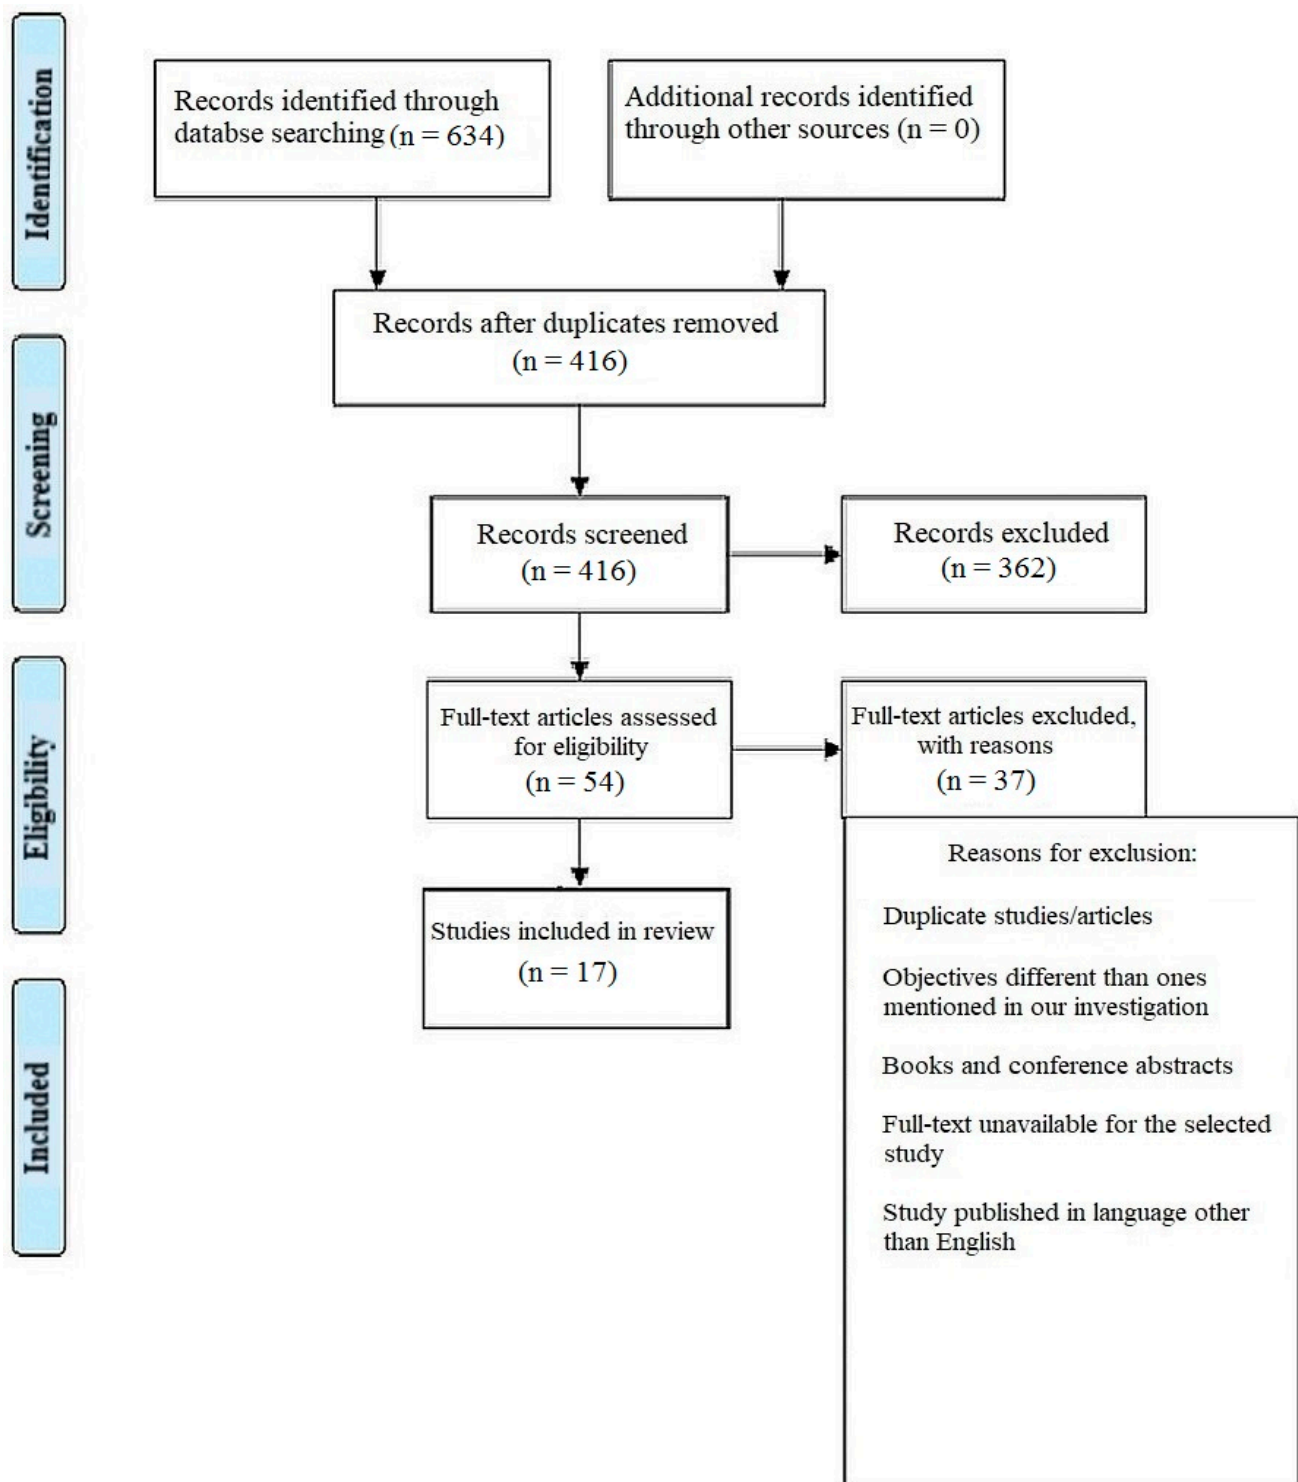 Identification
Records identified through
databse searching (n = 634)
Additional records identified
through other sources (n = 0)
Records after duplicates removed
(n = 416)
Screening
Records screened
(n = 416)
Records excluded
(n = 362)
Eligibility
Full-text articles assessed
for eligibility
(n = 54)
Full-text articles excluded,
with reasons
(n = 37)
Reasons for exclusion:
Duplicate studies/articles
Objectives different than ones
mentioned in our investigation
Books and conference abstracts
Full-text unavailable for the selected
study
Study published in language other
than English
Studies included in review
(n = 17)
Included